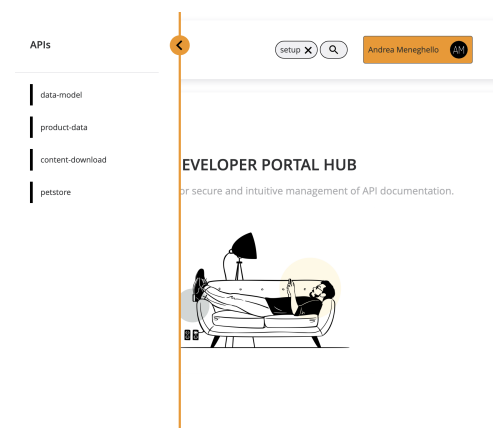 APIs
data-model
product-data
content-download
petstore
setup
Andrea Meneghello
AM
EVELOPER PORTAL HUB
or secure and intuitive management of API documentation.